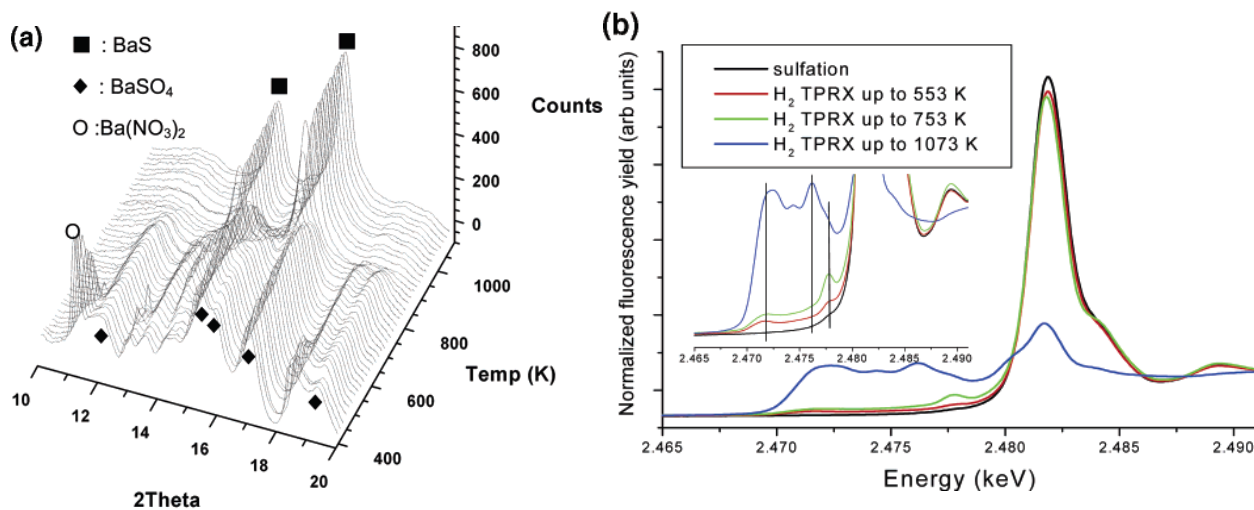 (a)
■ : BaS
◆ : BaSO₄
O :Ba(NO₃)₂
800
600
Counts
400
200
0
O
1000
800
Temp (K)
600
400
10
12
14
16
18
20
2Theta
(b)
sulfation
H₂ TPRX up to 553 K
H₂ TPRX up to 753 K
H₂ TPRX up to 1073 K
Normalized fluorescence yield (arb units)
2.465 2.470 2.475 2.480 2.485 2.490
2.465 2.470 2.475 2.480 2.485 2.490
Energy (keV)